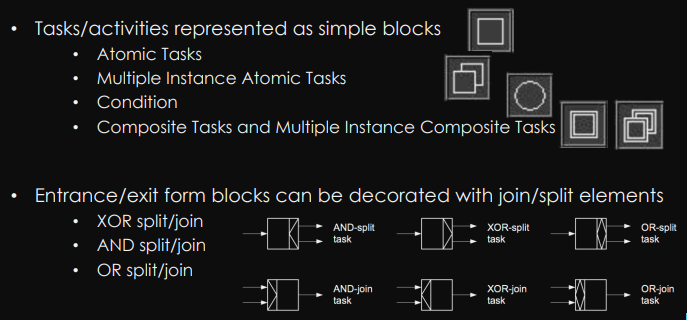 • Tasks/activities represented as simple blocks
• Atomic Tasks
• Multiple Instance Atomic Tasks
• Condition
• Composite Tasks and Multiple Instance Composite Tasks
• Entrance/exit form blocks can be decorated with join/split elements
• XOR split/join
• AND split/join
• OR split/join
AND-split
task
XOR-split
task
OR-split
task
AND-join
task
XOR-join
task
OR-join
task